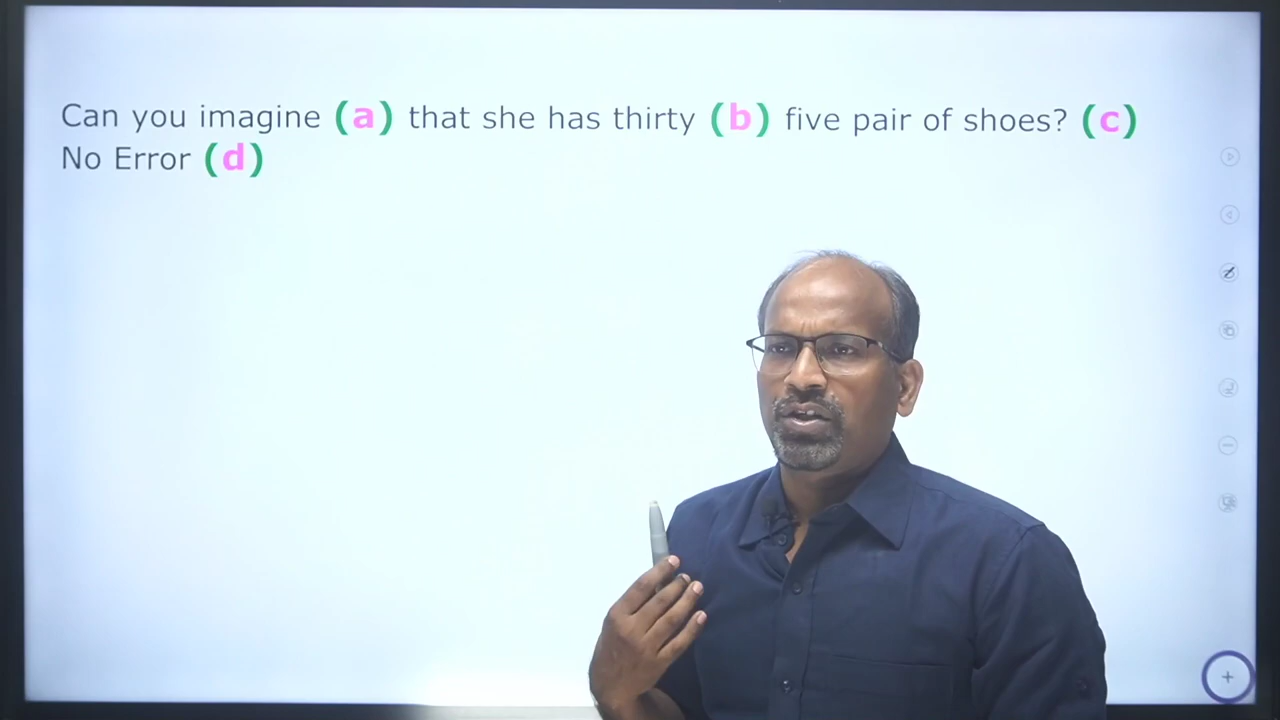 Can you imagine (a) that she has thirty (b) five pair of shoes? (c)
No Error (d)